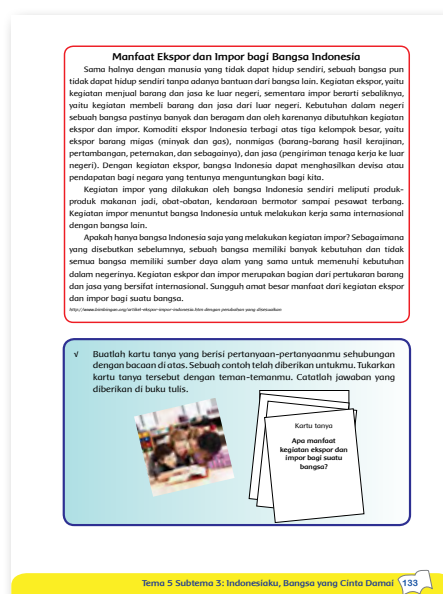 Manfaat Ekspor dan Impor bagi Bangsa Indonesia
Sama halnya dengan manusia yang tidak dapat hidup sendiri, sebuah bangsa pun
tidak dapat hidup sendiri tanpa adanya bantuan dari bangsa lain. Kegiatan ekspor, yaitu
kegiatan menjual barang dan jasa ke luar negeri, sementara impor berarti sebaliknya,
yaitu kegiatan membeli barang dan jasa dari luar negeri. Kebutuhan dalam negeri
sebuah bangsa pastinya banyak dan beragam dan oleh karenanya dibutuhkan kegiatan
ekspor dan impor. Komoditi ekspor Indonesia terbagi atas tiga kelompok besar, yaitu
ekspor barang migas (minyak dan gas), nonmigas (barang-barang hasil kerajinan,
pertambangan, peternakan, dan sebagainya), dan jasa (pengiriman tenaga kerja ke luar
negeri). Dengan kegiatan ekspor, bangsa Indonesia dapat menghasilkan devisa atau
pendapatan bagi negara yang tentunya menguntungkan bagi kita.
Kegiatan impor yang dilakukan oleh bangsa Indonesia sendiri meliputi produk-
produk makanan jadi, obat-obatan, kendaraan bermotor sampai pesawat terbang.
Kegiatan impor menuntut bangsa Indonesia untuk melakukan kerja sama internasional
dengan bangsa lain.
Apakah hanya bangsa Indonesia saja yang melakukan kegiatan impor? Sebagaimana
yang disebutkan sebelumnya, sebuah bangsa memiliki banyak kebutuhan dan tidak
semua bangsa memiliki sumber daya alam yang sama untuk memenuhi kebutuhan
dalam negerinya. Kegiatan eskpor dan impor merupakan bagian dari pertukaran barang
dan jasa yang bersifat internasional. Sungguh amat besar manfaat dari kegiatan ekspor
dan impor bagi suatu bangsa.
http://www.bimbingan.org/artikel-ekspor-impor-indonesia.htm dengan perubahan yang disesuaikan
√ Buatlah kartu tanya yang berisi pertanyaan-pertanyaanmu sehubungan
dengan bacaan di atas. Sebuah contoh telah diberikan untukmu. Tukarkan
kartu tanya tersebut dengan teman-temanmu. Catatlah jawaban yang
diberikan di buku tulis.
Kartu tanya
Apa manfaat
kegiatan ekspor dan
impor bagi suatu
bangsa?
Tema 5 Subtema 3: Indonesiaku, Bangsa yang Cinta Damai 133